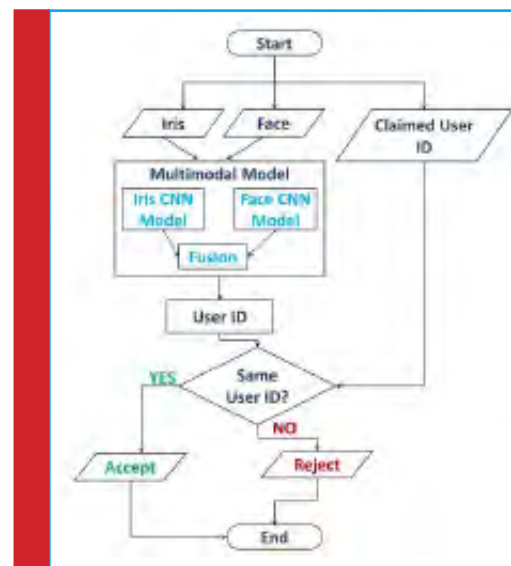 Start
Iris
Face
Claimed User
ID
Multimodal Model
Iris CNN
Model
Face CNN
Model
Fusion
User ID
Same
User ID?
YES
NO
Accept
Reject
End